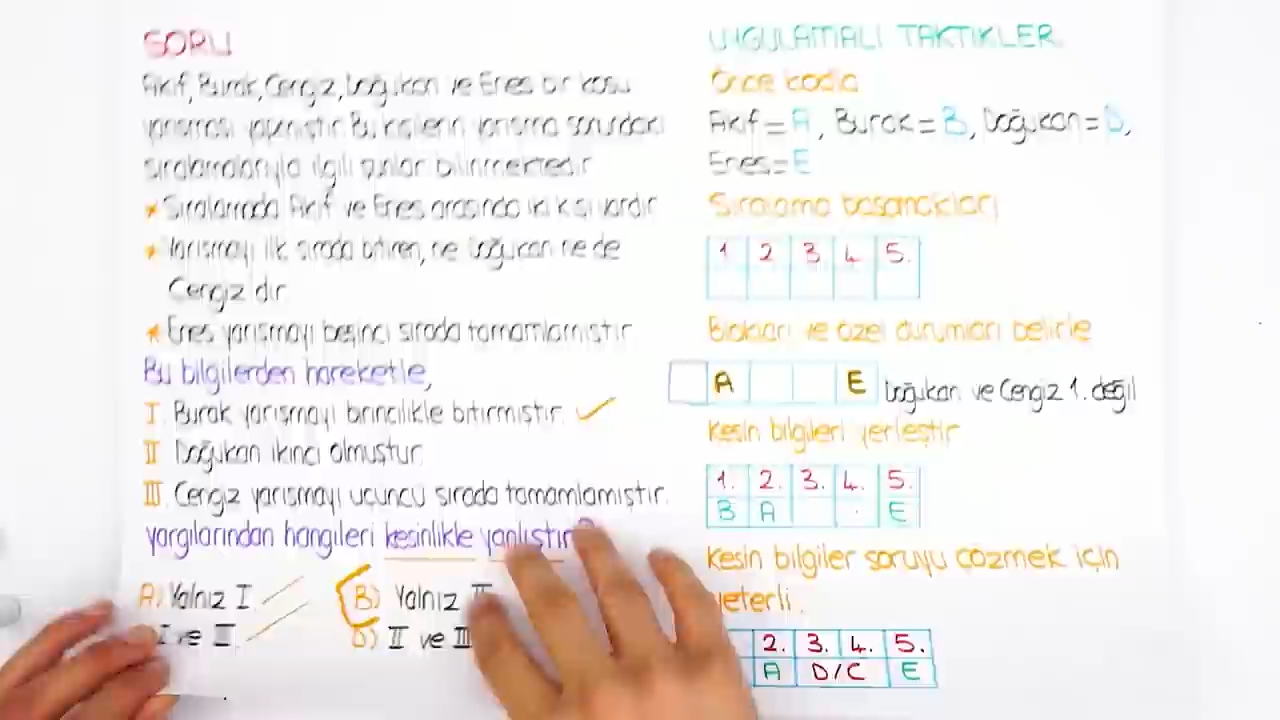 SORU
Akif, Burak, Cengiz, Doğukan ve Enes bir koşu
yarışması yapmıştır. Bu kişilerin yarışma sonundaki
sıralamalarıyla ilgili şunlar bilinmektedir.
* Sıralamada Akif ve Enes arasında iki kişi vardır.
* Yarışmayı ilk sırada bitiren, ne Doğukan ne de
Cengiz'dir.
* Enes yarışmayı beşinci sırada tamamlamıştır.
Bu bilgilerden hareketle,
I. Burak yarışmayı birincilikle bitirmiştir. ✓
II. Doğukan ikinci olmuştur.
III. Cengiz yarışmayı üçüncü sırada tamamlamıştır.
yargılarından hangileri kesinlikle yanlıştır?
A) Yalnız I
B) Yalnız II
I ve II
D) II ve III
UYGULAMALI TAKTİKLER
Önce kodla
Akif = A, Burak = B, Doğukan = D,
Enes = E
Sıralama basamakları
1 2 3. 4. 5.
Blokları ve özel durumları belirle
A E Doğukan ve Cengiz 1. değil
Kesin bilgileri yerleştir
1. 2. 3. 4. 5.
B A E
Kesin bilgiler soruyu çözmek için
yeterli.
2. 3. 4. 5.
A D/C E